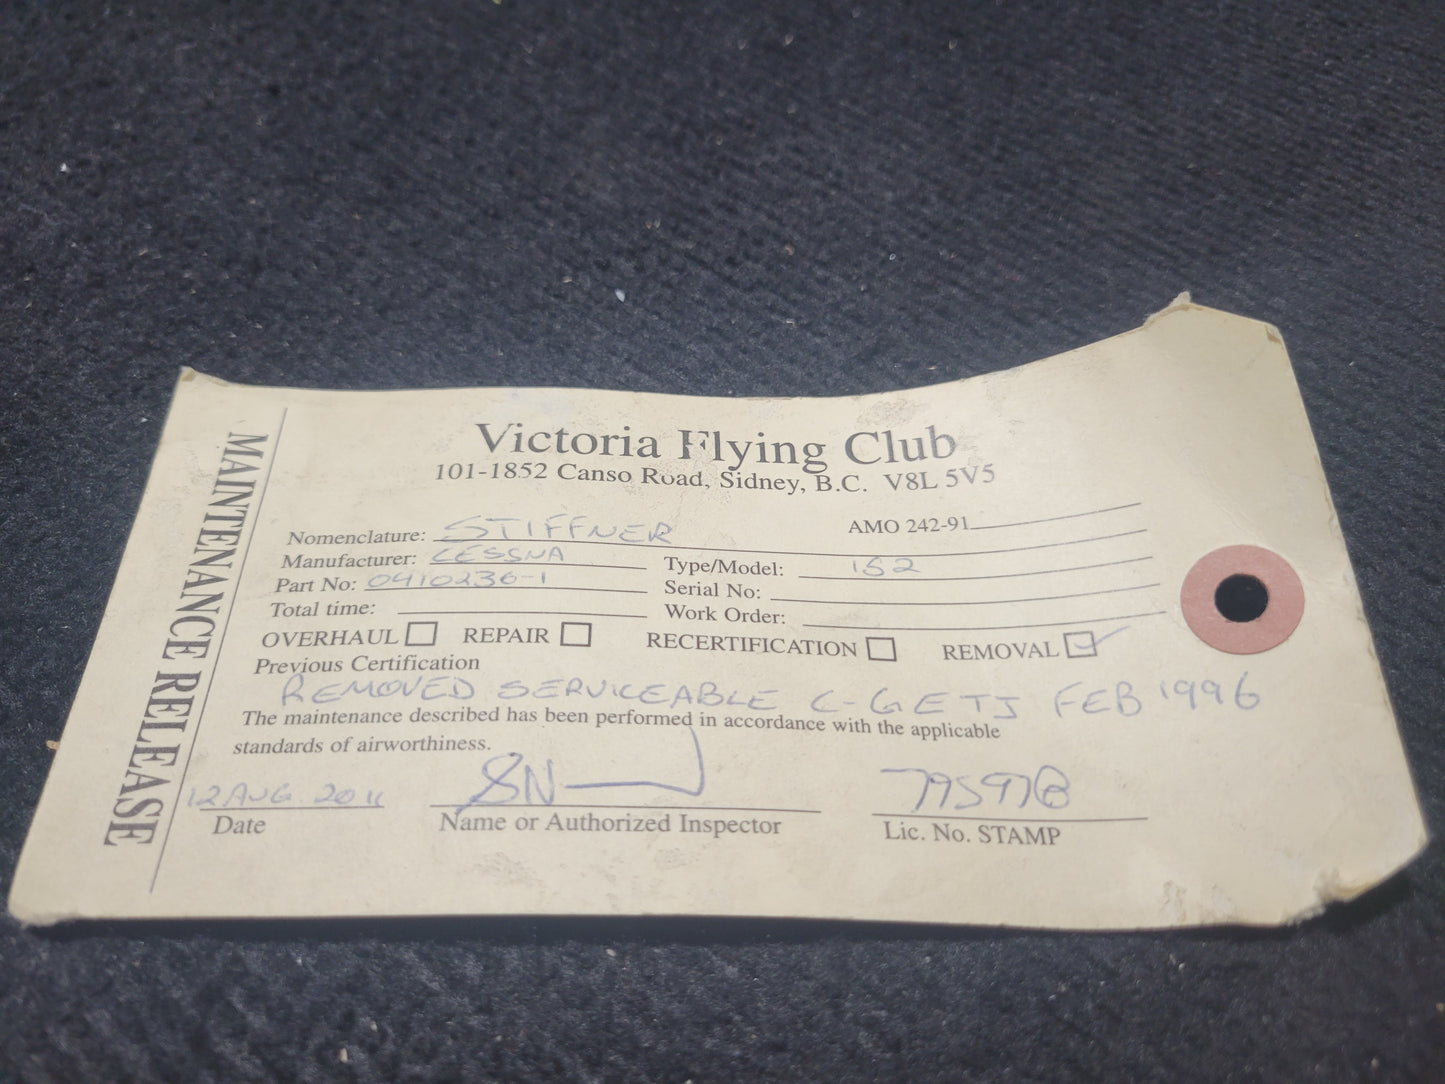 MAINTENANCE RELEASE
Victoria Flying Club
101-1852 Canso Road, Sidney, B.C. V8L 5V5
Nomenclature: STIFFNER AMO 242-91
Manufacturer: CESSNA Type/Model: 152
Part No: 0410236-1 Serial No:
Total time: Work Order:
OVERHAUL REPAIR RECERTIFICATION REMOVAL
Previous Certification
REMOVED SERVICEABLE C-GETJ FEB 1996
The maintenance described has been performed in accordance with the applicable
standards of airworthiness.
12 AUG 2011
Date Name or Authorized Inspector Lic. No. STAMP